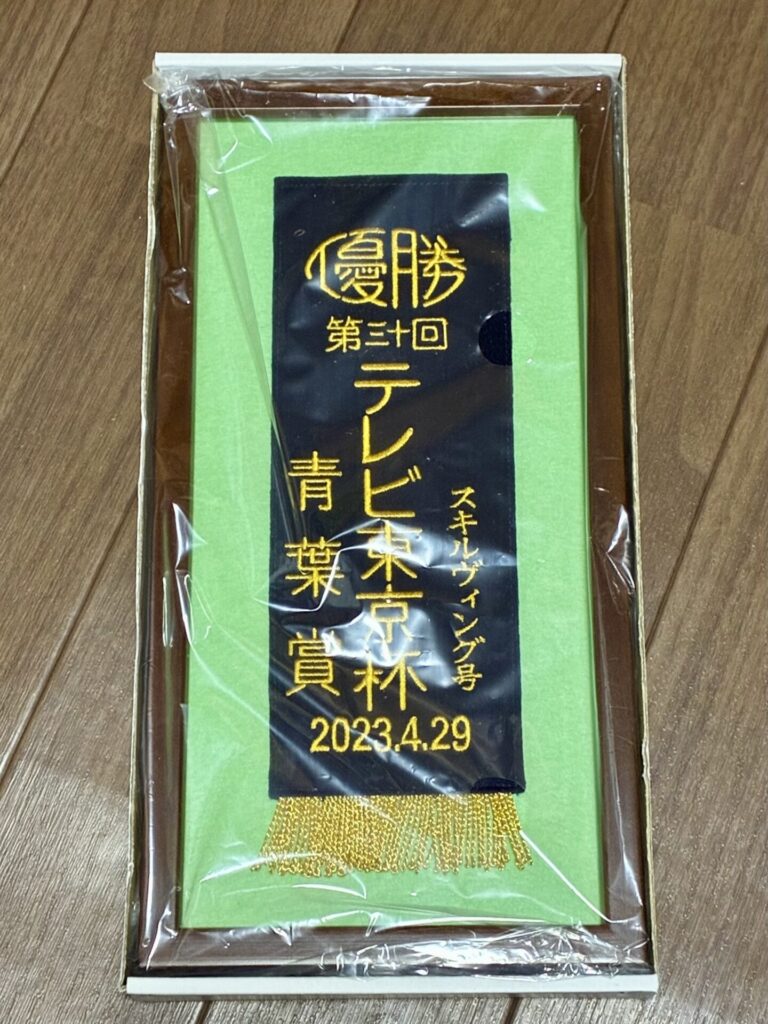 優勝
第三十回
スキルヴィング号
テレビ東京杯
青葉賞
2023.4.29